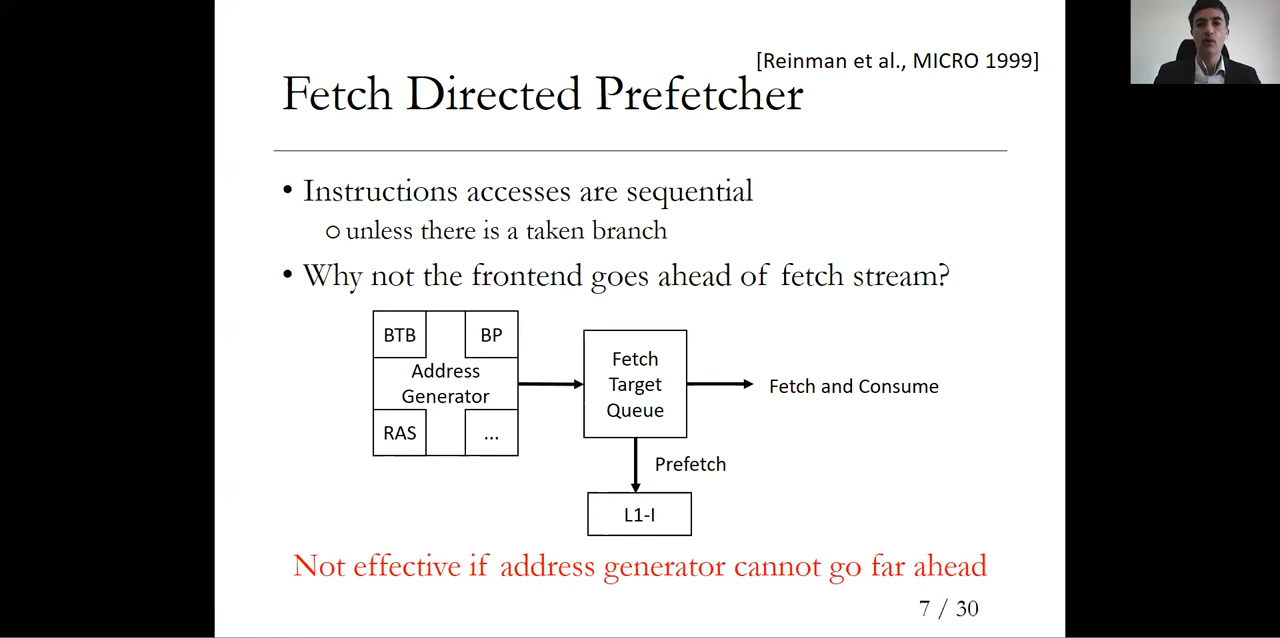 [Reinman et al., MICRO 1999]
Fetch Directed Prefetcher
• Instructions accesses are sequential
o unless there is a taken branch
• Why not the frontend goes ahead of fetch stream?
BTB
BP
Address
Generator
RAS
...
Fetch
Target
Queue
Fetch and Consume
Prefetch
L1-I
Not effective if address generator cannot go far ahead
7 / 30